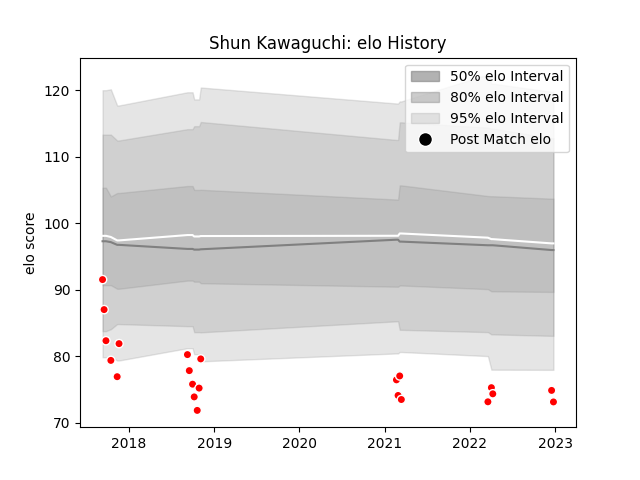 Shun Kawaguchi: elo History
50% elo Interval
80% elo Interval
95% elo Interval
Post Match elo
elo score
120
110
100
90
80
70
2018
2019
2020
2021
2022
2023